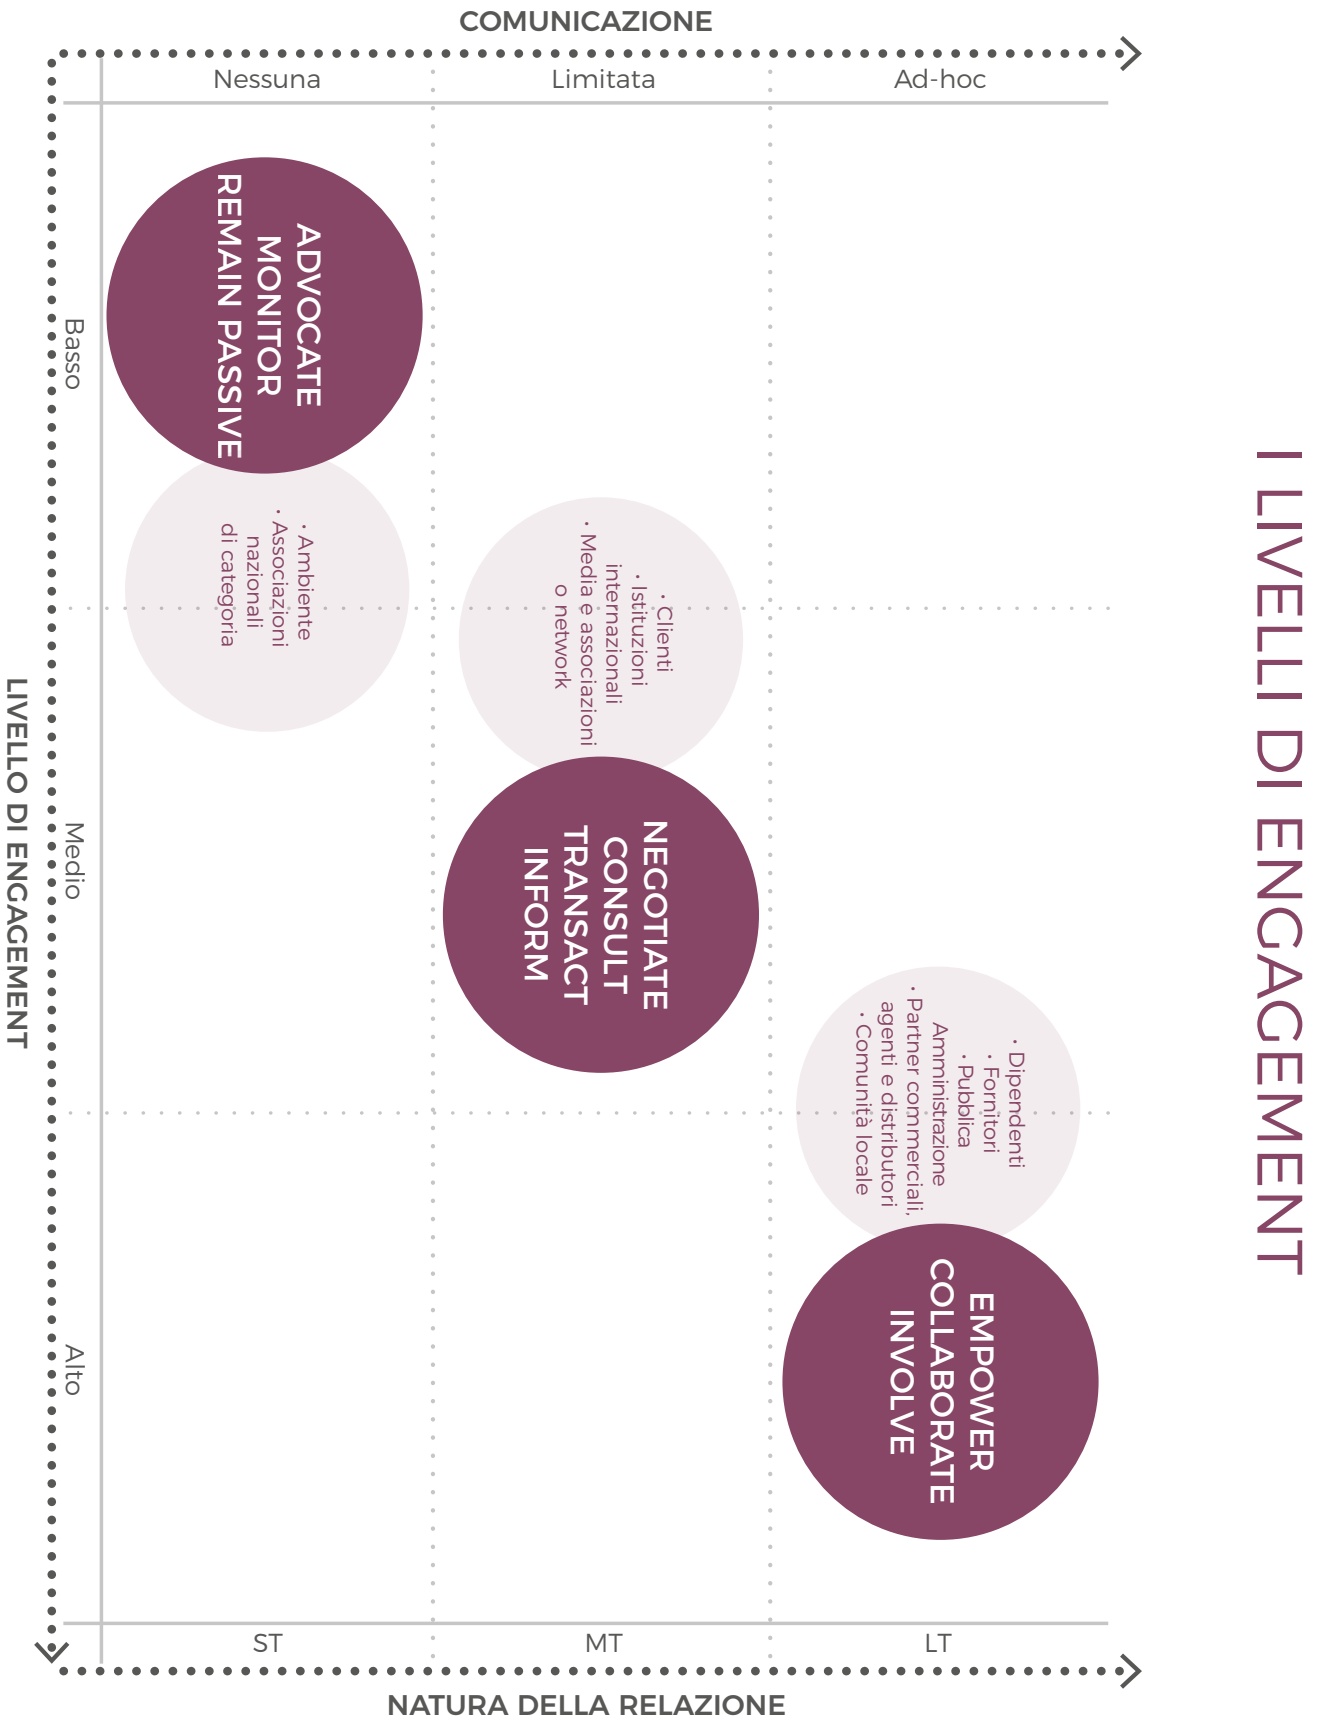 I LIVELLI DI ENGAGEMENT
COMUNICAZIONE
Nessuna
Limitata
Ad-hoc
LIVELLO DI ENGAGEMENT
Basso
Medio
Alto
ADVOCATE
MONITOR
REMAIN PASSIVE
• Ambiente
• Associazioni
nazionali
di categoria
• Clienti
• Istituzioni
internazionali
• Media e associazioni
o network
NEGOTIATE
CONSULT
TRANSACT
INFORM
• Dipendenti
• Fornitori
• Pubblica
Amministrazione
• Partner commerciali,
agenti e distributori
• Comunità locale
EMPOWER
COLLABORATE
INVOLVE
ST
MT
LT
NATURA DELLA RELAZIONE